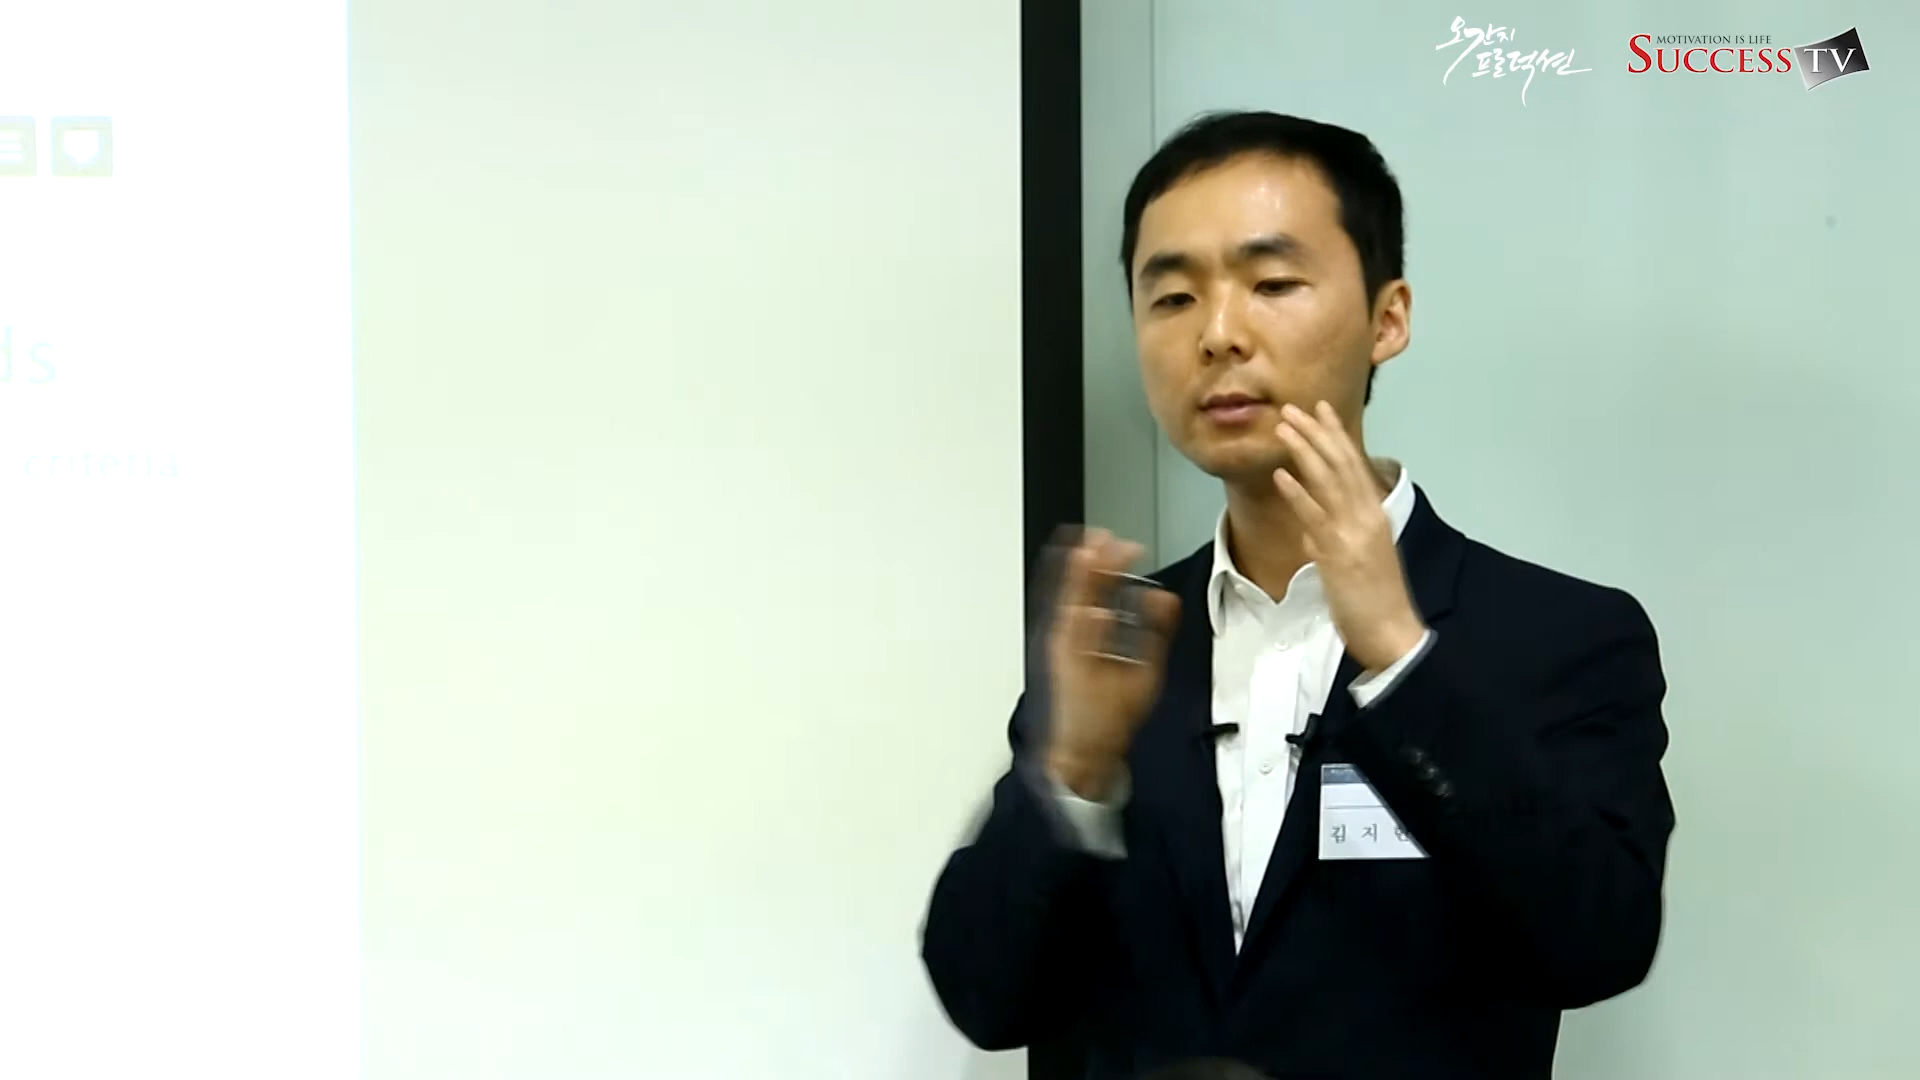 오간지
프로덕션
MOTIVATION IS LIFE
SUCCESS TV
ds
criteria
김 지